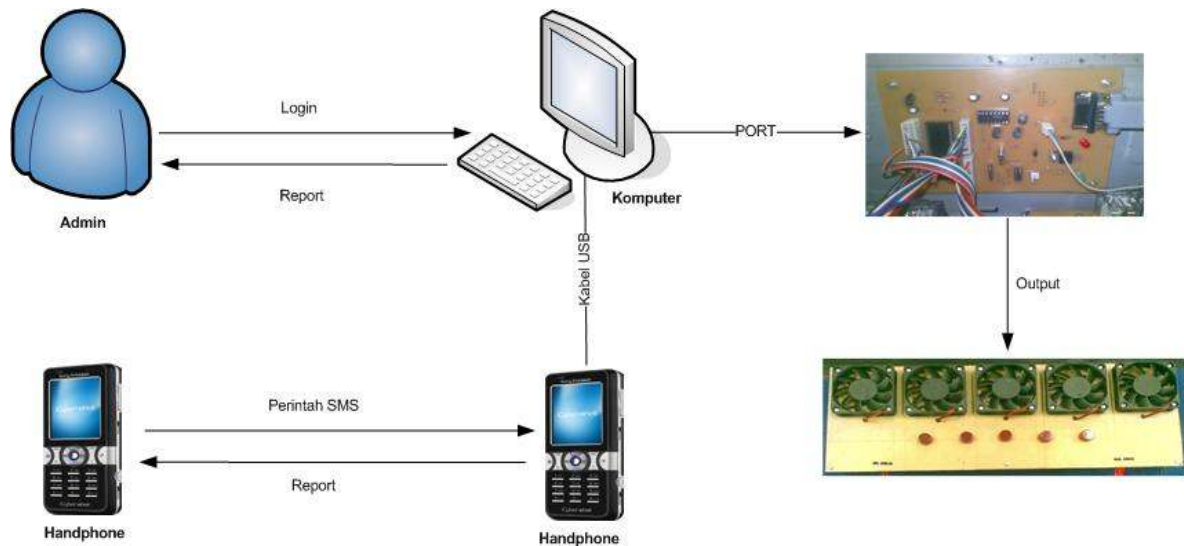 Login
PORT
Report
Admin
Komputer
Kabel USB
Output
Perintah SMS
Report
Handphone
Handphone